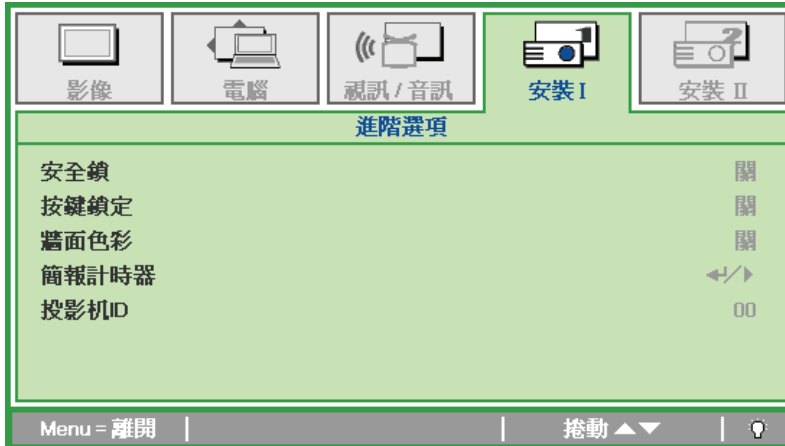 影像
電腦
視訊 / 音訊
安裝 I
安裝 II
進階選項
安全鎖 關
按鍵鎖定 關
牆面色彩 關
簡報計時器 ↵/▶
投影机ID 00
Menu = 離開 捲動 ▲▼